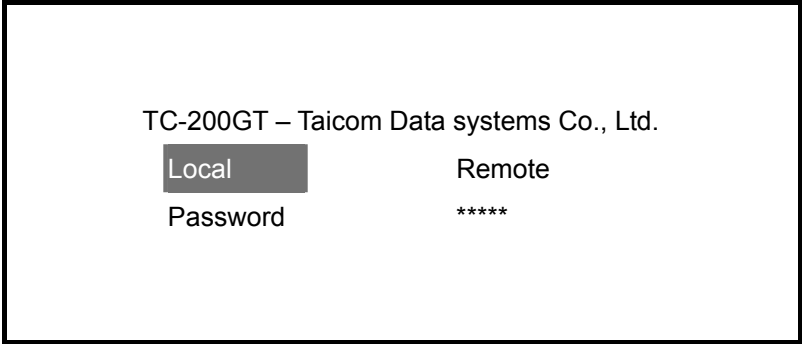 TC-200GT – Taicom Data systems Co., Ltd.
Local Remote
Password *****